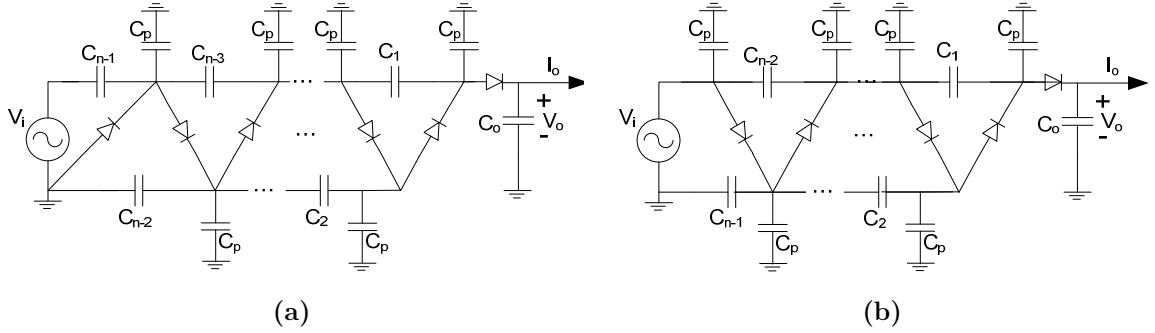 Cp Cp Cp Cp
Cn-1 Cn-3 ... C1 Io
Vi ... Co + Vo -
Cn-2 ... C2
Cp Cp
(a)
Cp Cp Cp Cp
Cn-2 ... C1 Io
Vi ... Co + Vo -
Cn-1 ... C2
Cp Cp
(b)